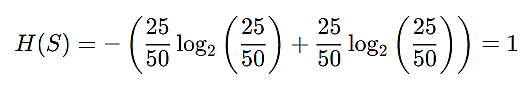 H(S) = −(25/50 log₂(25/50) + 25/50 log₂(25/50)) = 1